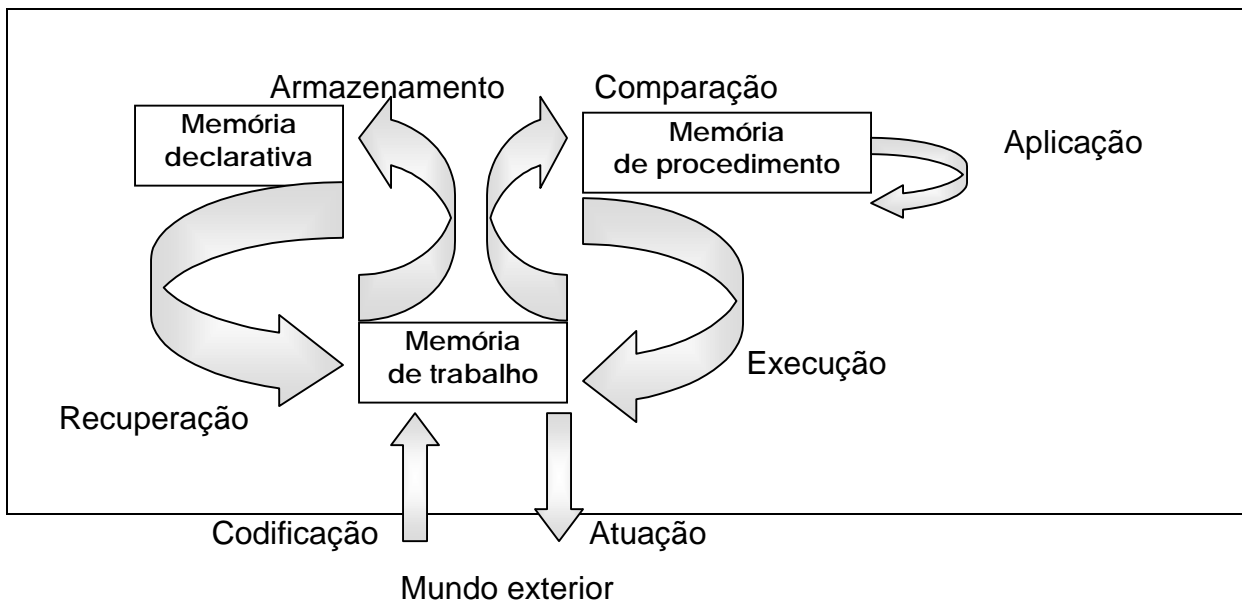 Armazenamento
Comparação
Memória
declarativa
Memória
de procedimento
Aplicação
Memória
de trabalho
Execução
Recuperação
Codificação
Atuação
Mundo exterior